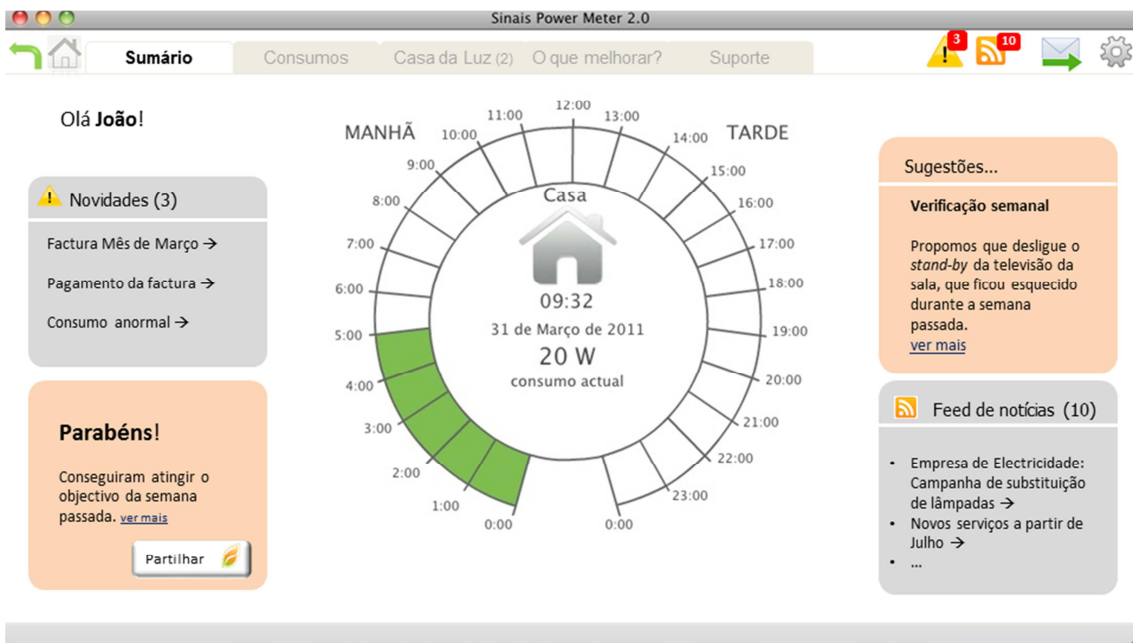 Sinais Power Meter 2.0
Sumário
Consumos
Casa da Luz (2)
O que melhorar?
Suporte
3
10
Olá João!
Novidades (3)
Factura Mês de Março →
Pagamento da factura →
Consumo anormal →
Parabéns!
Conseguiram atingir o
objectivo da semana
passada. ver mais
Partilhar
MANHÃ
TARDE
0:00
1:00
2:00
3:00
4:00
5:00
6:00
7:00
8:00
9:00
10:00
11:00
12:00
13:00
14:00
15:00
16:00
17:00
18:00
19:00
20:00
21:00
22:00
23:00
0:00
Casa
09:32
31 de Março de 2011
20 W
consumo actual
Sugestões...
Verificação semanal
Propomos que desligue o
stand-by da televisão da
sala, que ficou esquecido
durante a semana
passada.
ver mais
Feed de notícias (10)
• Empresa de Electricidade:
Campanha de substituição
de lâmpadas →
• Novos serviços a partir de
Julho →
• ...